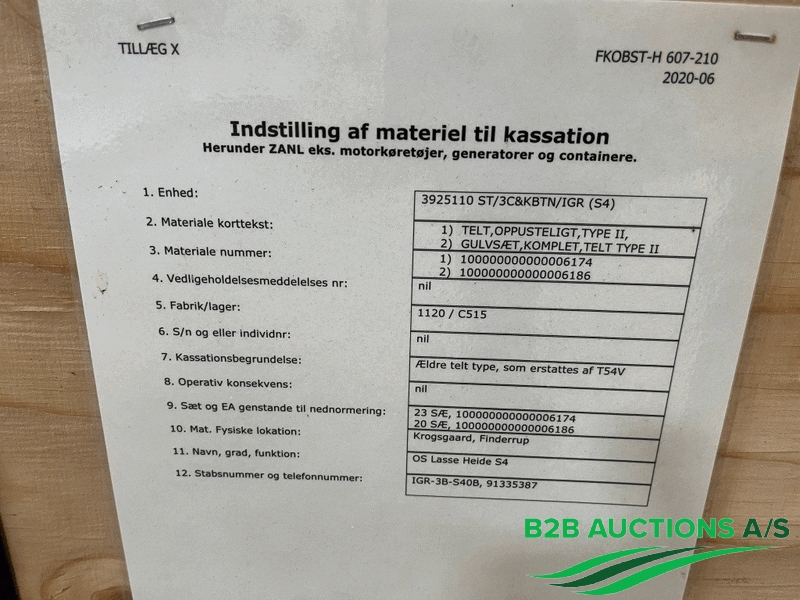 TILLÆG X
FKOBST-H 607-210
2020-06
Indstilling af materiel til kassation
Herunder ZANL eks. motorkøretøjer, generatorer og containere.
1. Enhed: 3925110 ST/3C&KBTN/IGR (S4)
2. Materiale korttekst: 1) TELT,OPPUSTELIGT,TYPE II,
2) GULVSÆT,KOMPLET,TELT TYPE II
3. Materiale nummer: 1) 100000000000006174
2) 100000000000006186
4. Vedligeholdelsesmeddelelses nr: nil
5. Fabrik/lager: 1120 / C515
6. S/n og eller individnr: nil
7. Kassationsbegrundelse: Ældre telt type, som erstattes af T54V
8. Operativ konsekvens: nil
9. Sæt og EA genstande til nednormering: 23 SÆ, 100000000000006174
20 SÆ, 100000000000006186
10. Mat. Fysiske lokation: Krogsgaard, Finderrup
11. Navn, grad, funktion: OS Lasse Heide S4
12. Stabsnummer og telefonnummer: IGR-3B-S40B, 91335387
B2B AUCTIONS A/S